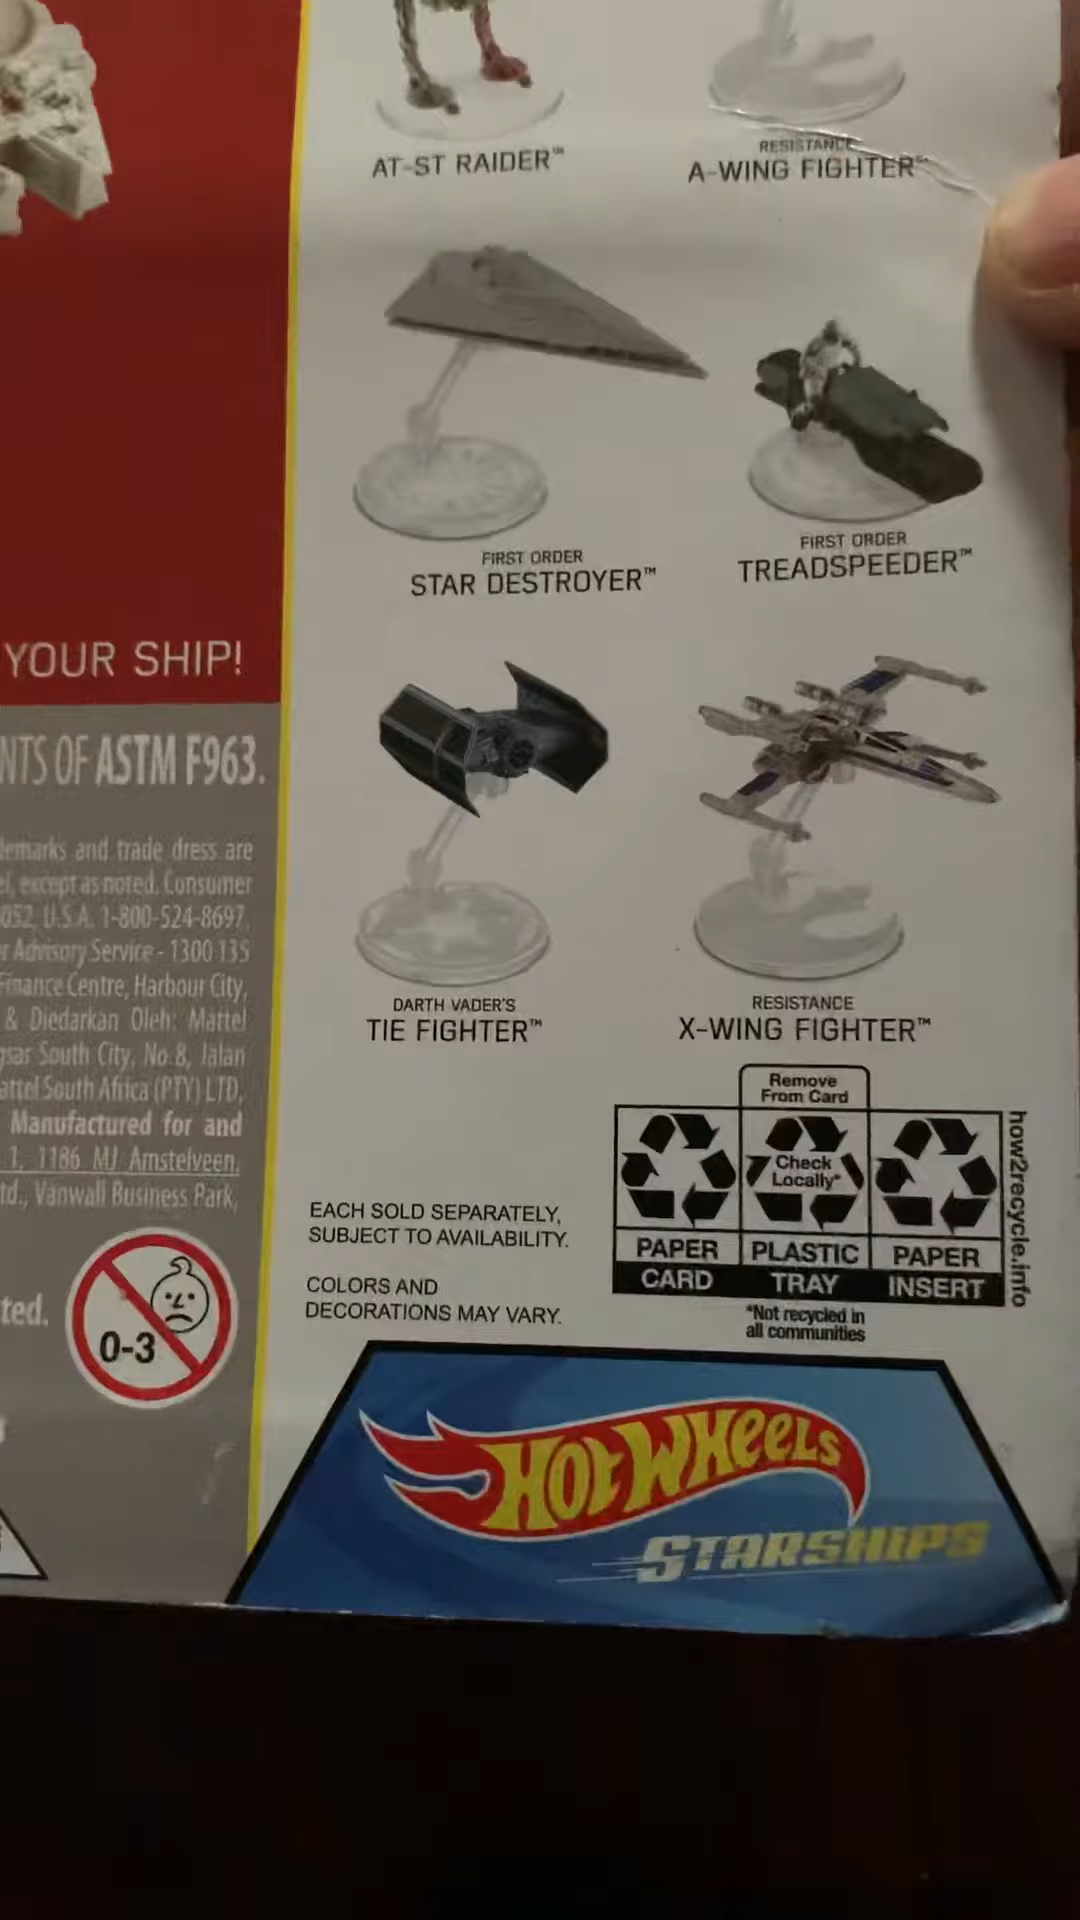 AT-ST RAIDER™
RESISTANCE
A-WING FIGHTER™
FIRST ORDER
STAR DESTROYER™
FIRST ORDER
TREADSPEEDER™
YOUR SHIP!
NTS OF ASTM F963.
demarks and trade dress are
el, except as noted. Consumer
052, U.S.A. 1-800-524-8697.
r Advisory Service - 1300 135
Finance Centre, Harbour City,
& Diedarkan Oleh: Mattel
gsar South City, No.8, Jalan
attel South Africa (PTY) LTD,
Manufactured for and
1, 1186 MJ Amstelveen,
td., Vanwall Business Park,
ted.
0-3
DARTH VADER'S
TIE FIGHTER™
RESISTANCE
X-WING FIGHTER™
EACH SOLD SEPARATELY,
SUBJECT TO AVAILABILITY.
COLORS AND
DECORATIONS MAY VARY.
Remove
From Card
Check
Locally*
PAPER
CARD
PLASTIC
TRAY
PAPER
INSERT
*Not recycled in
all communities
how2recycle.info
HOT WHEELS
STARSHIPS